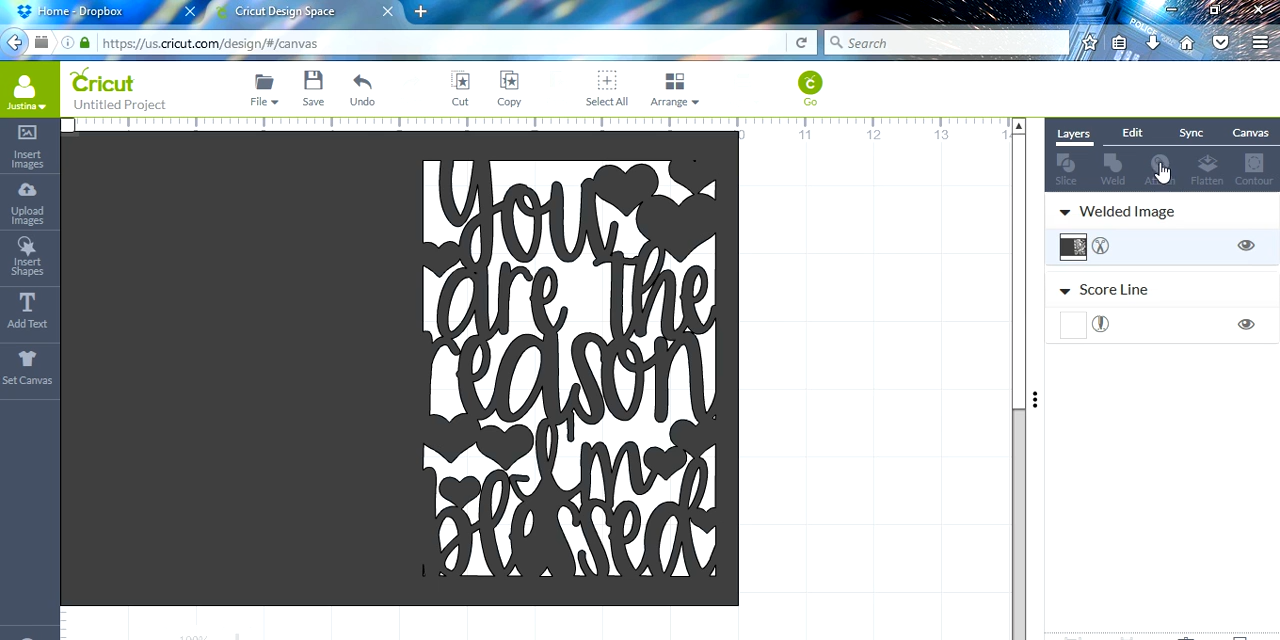 Home - Dropbox
Cricut Design Space
POLICE
https://us.cricut.com/design/#/canvas
Search
Justina
Cricut
Untitled Project
File
Save
Undo
Cut
Copy
Select All
Arrange
Go
11 12 13
Layers Edit Sync Canvas
Slice Weld Flatten Contour
Insert
Images
Upload
Images
Insert
Shapes
Add Text
Set Canvas
Welded Image
Score Line
You
are the
reason
I'm
blessed
100%